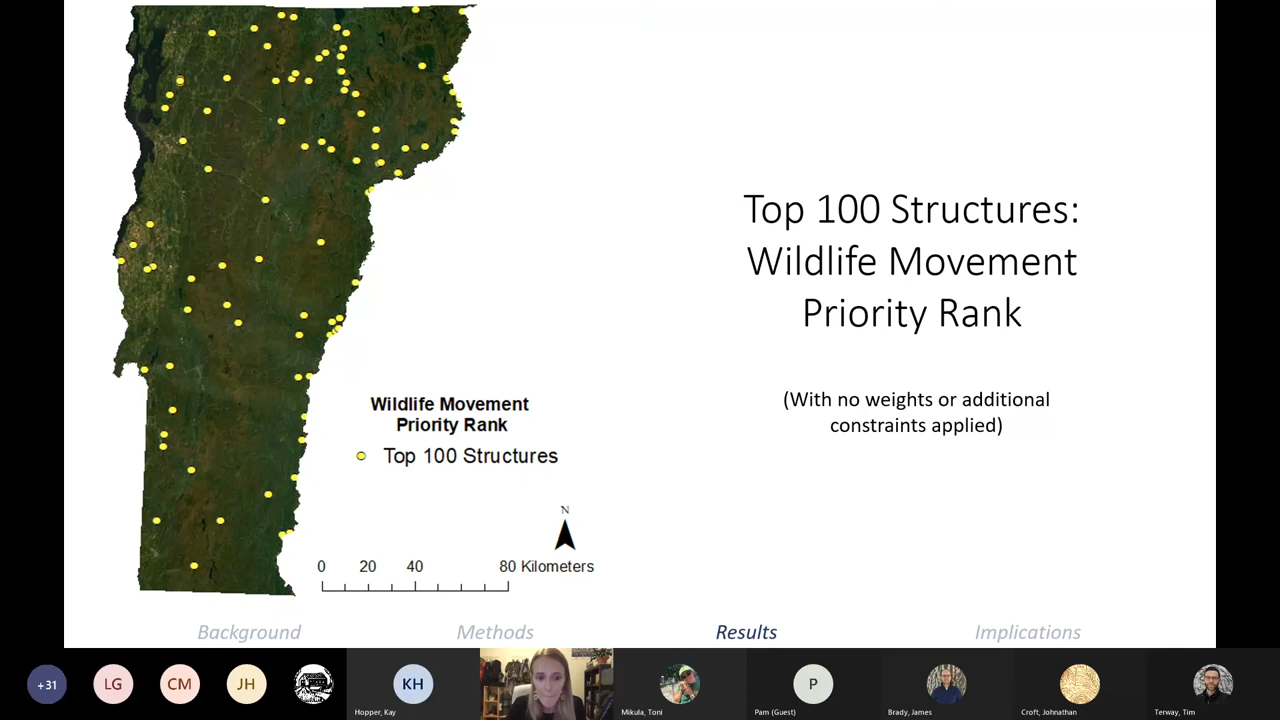 Top 100 Structures:
Wildlife Movement
Priority Rank
(With no weights or additional
constraints applied)
Wildlife Movement
Priority Rank
Top 100 Structures
N
0 20 40 80 Kilometers
Background Methods Results Implications
+31 LG CM JH KH P
Hopper, Kay Mikula, Toni Pam (Guest) Brady, James Croft, Johnathan Terway, Tim